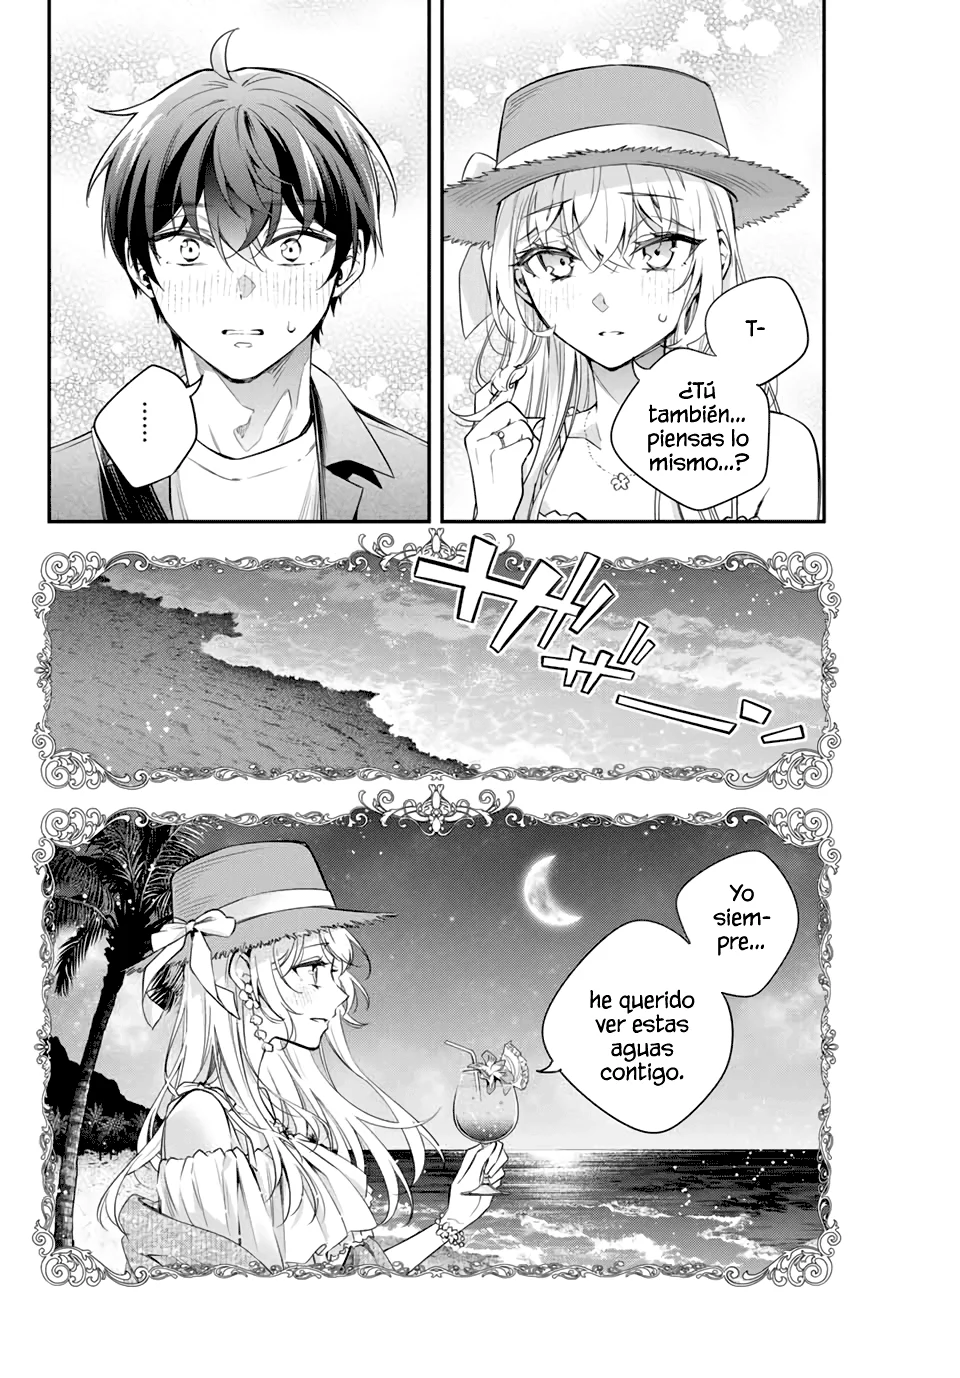 T-
¿Tú
también...
piensas lo
mismo...?
......
ザザザーン
Yo
siem-
pre...
he querido
ver estas
aguas
contigo.